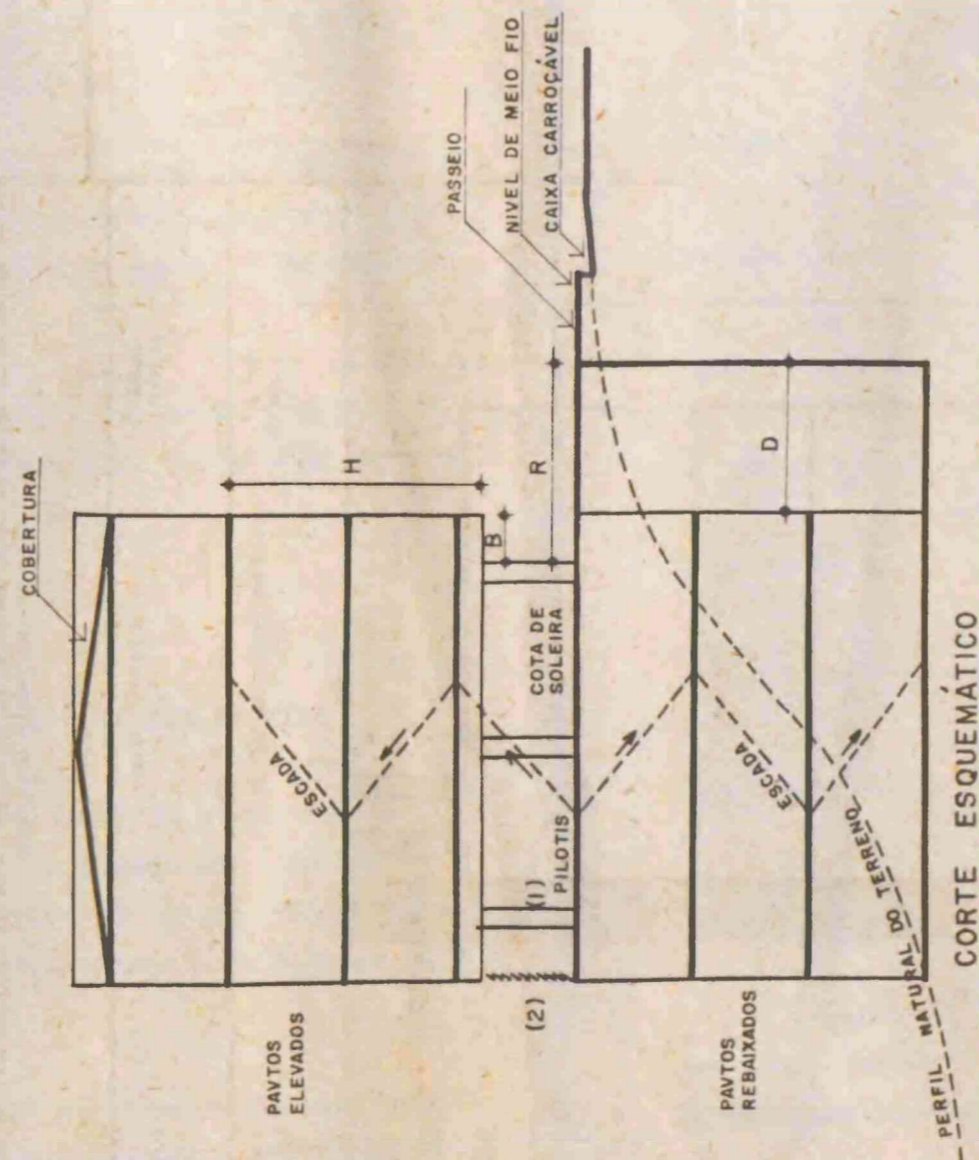 COBERTURA
PAVTOS
ELEVADOS
ESCADA
H
B
R
PASSEIO
NIVEL DE MEIO FIO
CAIXA CARROÇÁVEL
COTA DE
SOLEIRA
(1)
PILOTIS
(2)
PAVTOS
REBAIXADOS
ESCADA
D
PERFIL NATURAL DO TERRENO
CORTE ESQUEMÁTICO